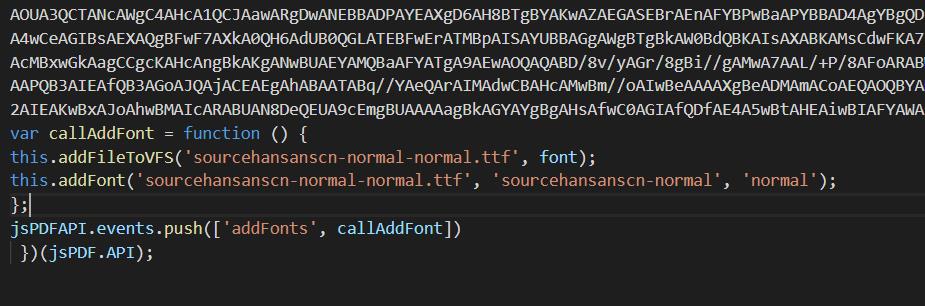 AOUA3QCTANcAWgC4AHcA1QCJAawARgDwANEBBADPAYEAXgD6AH8BTgBYAKwAZAEGASEBrAEnAFYBPwBaAPYBBAD4AgYBgQD
A4wCeAGIBsAEXAQgBFwF7AXkA0QH6AdUB0QGLATEBFwErATMBpAISAYUBBAGgAWgBTgBkAW0BdQBKAIsAXABKAMsCdwFKA7
AcMBxwGkAagCCgcKAHcAngBkAKgANwBUAEYAMQBaAFYATgA9AEwAOQAQABD/8v/yAGr/8gBi//gAMwA7AAL/+P/8AFoARABW
AAPQB3AIEAfQB3AGoAJQAjACEAEgAhABAATABq//YAeQArAIMAdwCBAHcAMwBm//oAIwBeAAAAXgBeADMAmACoAEQAOQBYA
2AIEAKwBxAJoAhwBMAIcARABUAN8DeQEUA9cEmgBUAAAAagBkAGYAYgBgAHsAfwC0AGIAfQDfAE4A5wBtAHEAiwBIAFYAWA
var callAddFont = function () {
this.addFileToVFS('sourcehansanscn-normal-normal.ttf', font);
this.addFont('sourcehansanscn-normal-normal.ttf', 'sourcehansanscn-normal', 'normal');
};
jsPDFAPI.events.push(['addFonts', callAddFont])
})(jsPDF.API);